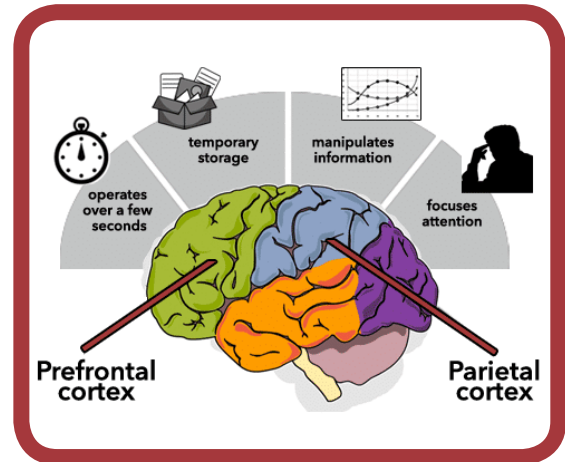 temporary
storage
manipulates
information
operates
over a few
seconds
focuses
attention
Prefrontal
cortex
Parietal
cortex